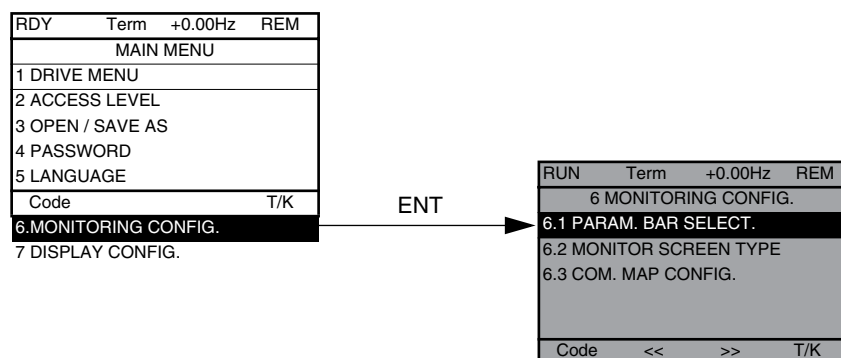 RDY Term +0.00Hz REM
MAIN MENU
1 DRIVE MENU
2 ACCESS LEVEL
3 OPEN / SAVE AS
4 PASSWORD
5 LANGUAGE
Code T/K
6.MONITORING CONFIG.
7 DISPLAY CONFIG.
ENT
RUN Term +0.00Hz REM
6 MONITORING CONFIG.
6.1 PARAM. BAR SELECT.
6.2 MONITOR SCREEN TYPE
6.3 COM. MAP CONFIG.
Code << >> T/K